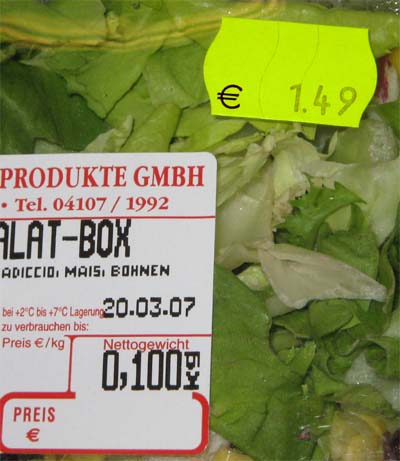 € 1.49
PRODUKTE GMBH
• Tel. 04107 / 1992
ALAT-BOX
ADICCIO; MAIS; BOHNEN
bei +2°C bis +7°C Lagerung 20.03.07
zu verbrauchen bis:
Preis €/kg Nettogewicht
0,100 kg
PREIS
€